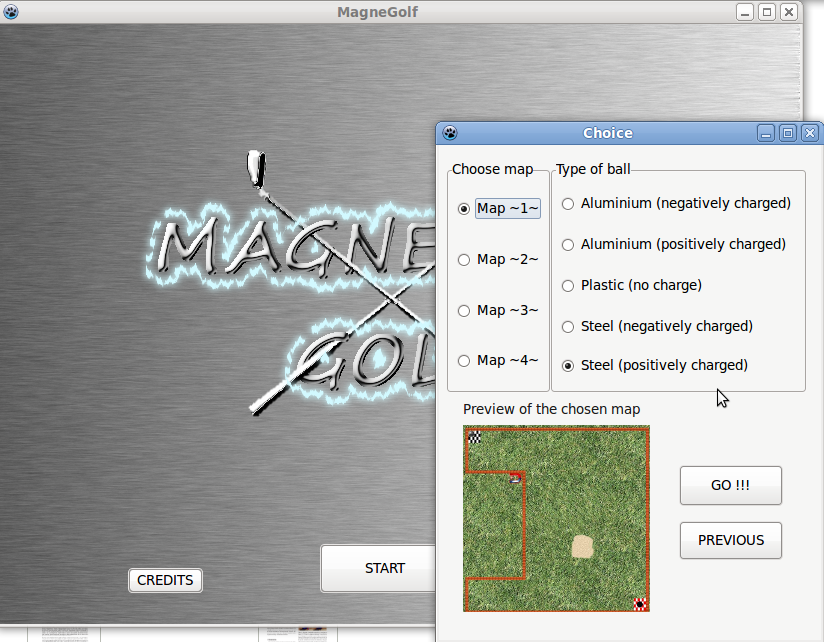 MagneGolf
MAGNE
GOL
CREDITS
START
Choice
Choose map
Map ~1~
Map ~2~
Map ~3~
Map ~4~
Type of ball
Aluminium (negatively charged)
Aluminium (positively charged)
Plastic (no charge)
Steel (negatively charged)
Steel (positively charged)
Preview of the chosen map
GO !!!
PREVIOUS